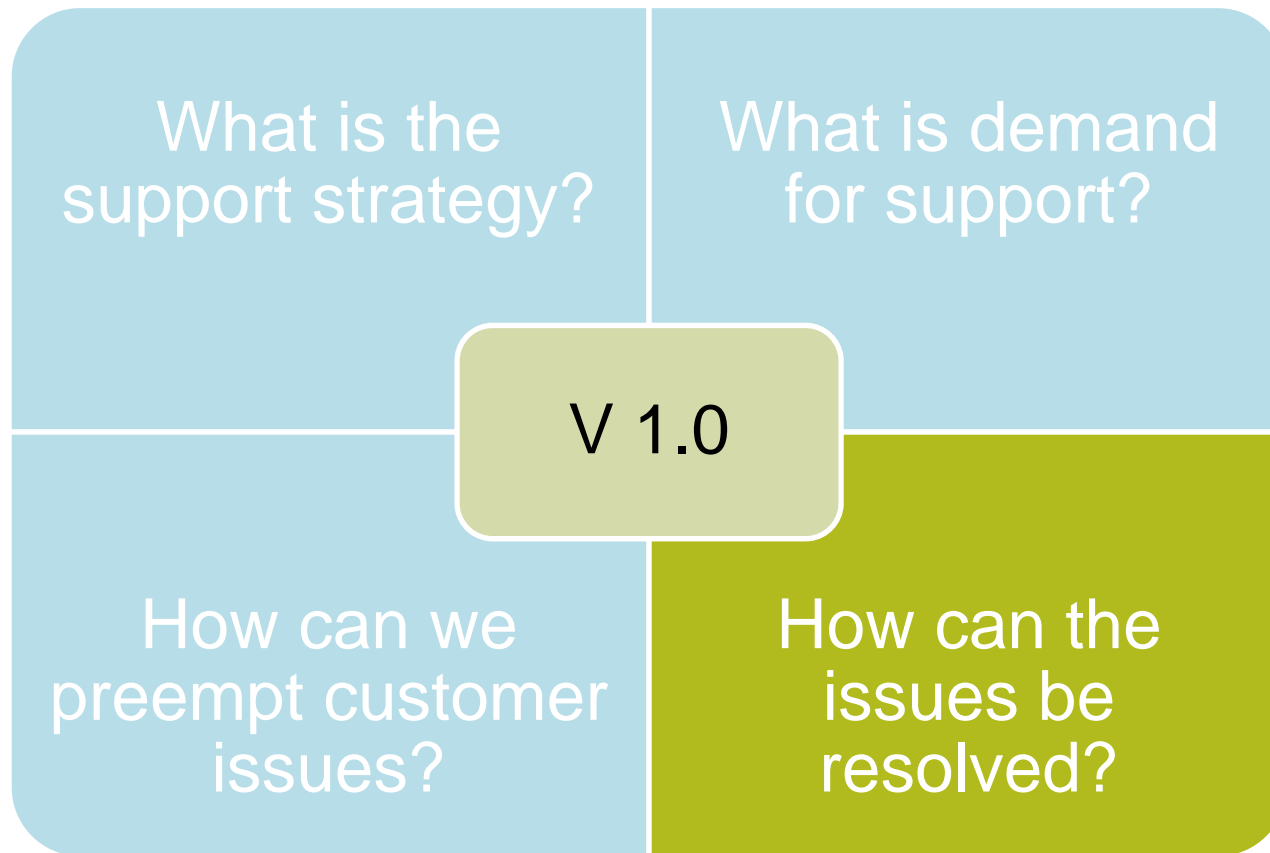 What is the
support strategy?
What is demand
for support?
V 1.0
How can we
preempt customer
issues?
How can the
issues be
resolved?